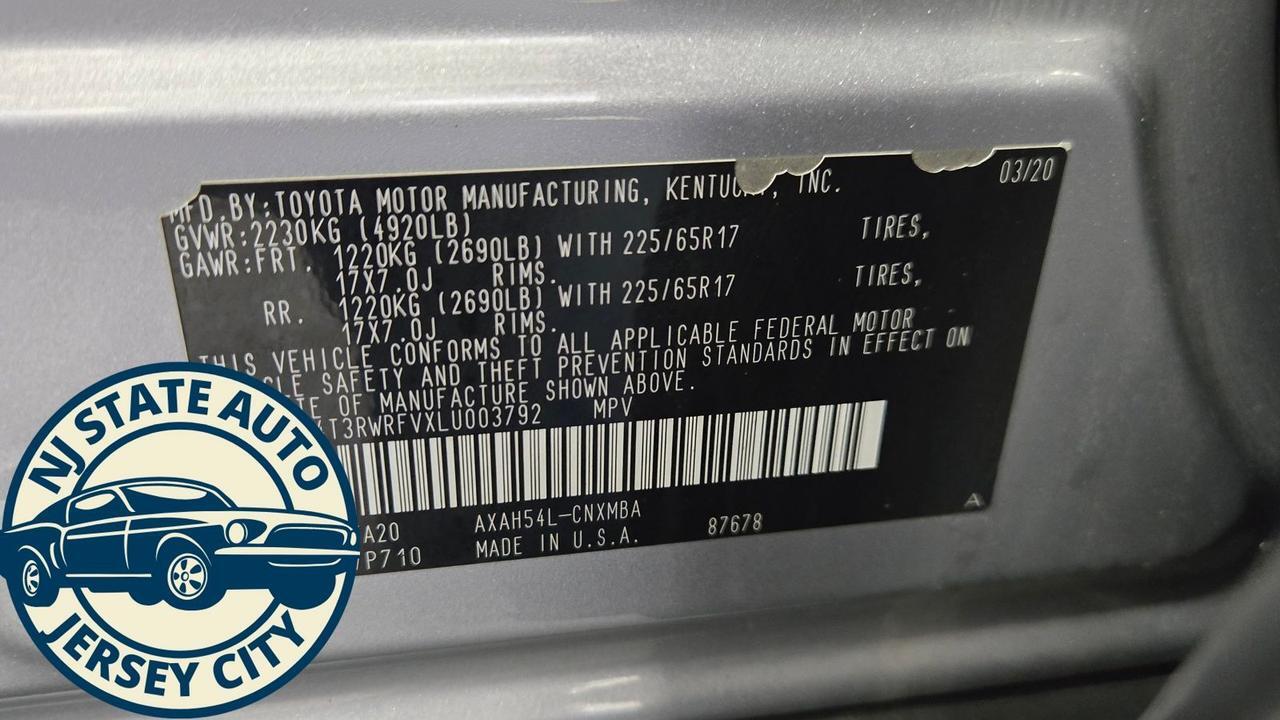 03/20
MFD.BY:TOYOTA MOTOR MANUFACTURING, INC.
GVWR:2230KG (4920LB)
GAWR:FRT. 1220KG (2690LB) WITH 225/65R17 TIRES,
17X7.0J RIMS.
RR. 1220KG (2690LB) WITH 225/65R17 TIRES,
17X7.0J RIMS.
THIS VEHICLE CONFORMS TO ALL APPLICABLE FEDERAL MOTOR
SAFETY AND THEFT PREVENTION STANDARDS IN EFFECT ON
OF MANUFACTURE SHOWN ABOVE.
T3RWRFVXLU003792 MPV
A20 AXAH54L-CNXMBA 87678 A
P710 MADE IN U.S.A.
NJ STATE AUTO
JERSEY CITY